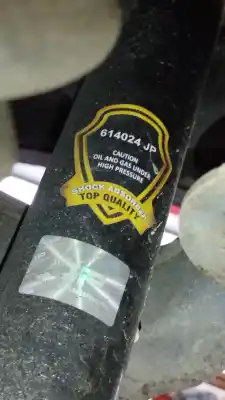 614024 JP
CAUTION
OIL AND GAS UNDER
HIGH PRESSURE
SHOCK ABSORBER
TOP QUALITY